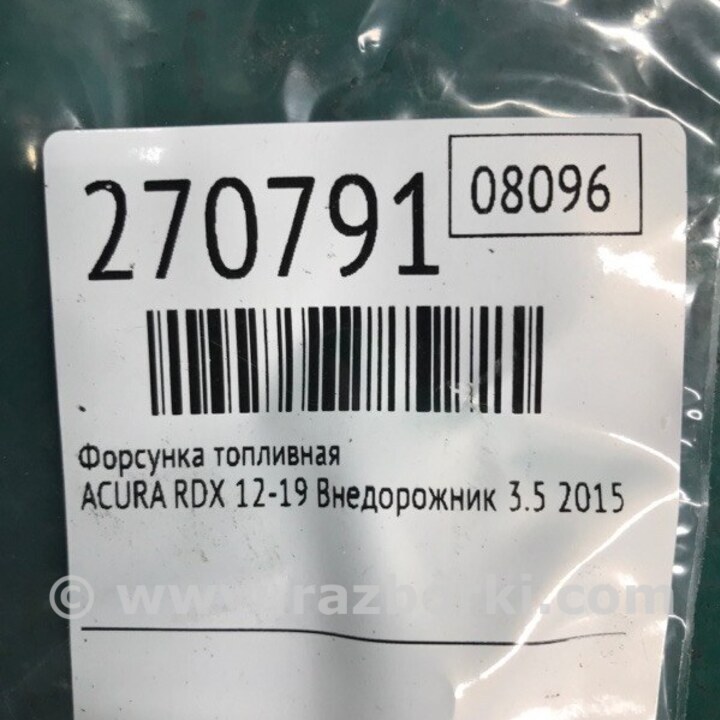 270791
08096
Форсунка топливная
ACURA RDX 12-19 Внедорожник 3.5 2015